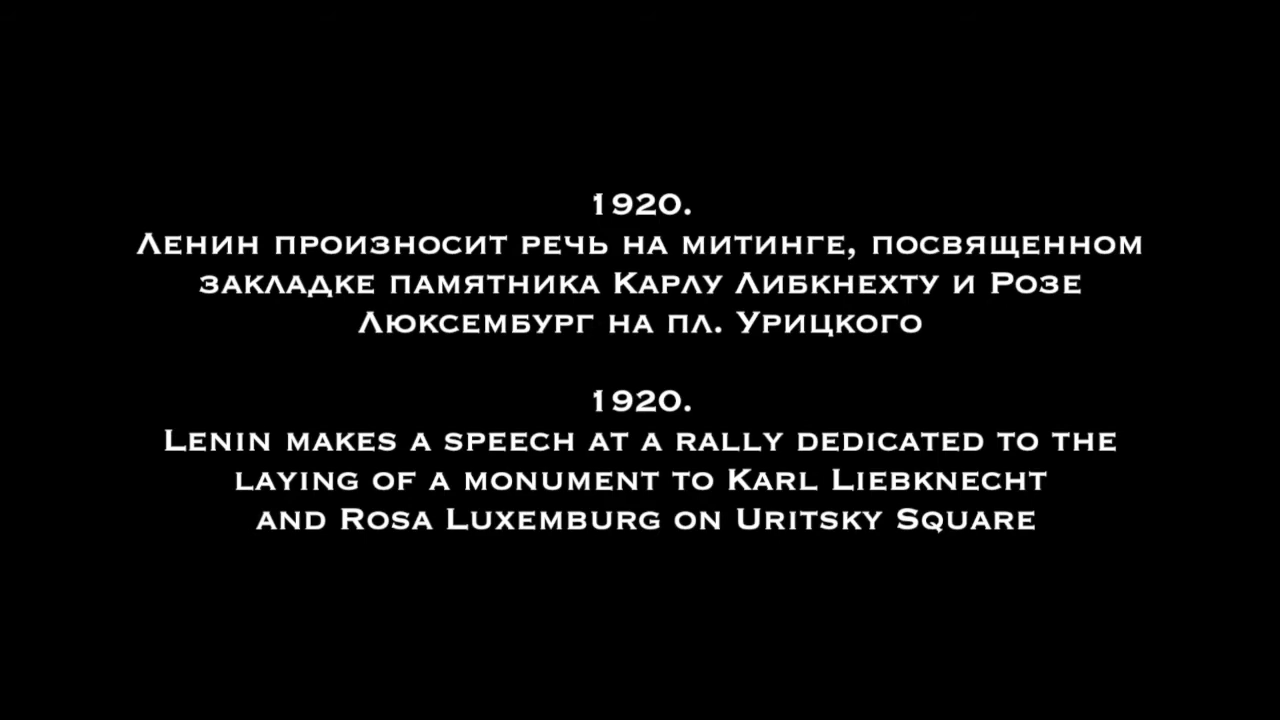 1920.
Ленин произносит речь на митинге, посвященном
закладке памятника Карлу Либкнехту и Розе
Люксембург на пл. Урицкого
1920.
Lenin makes a speech at a rally dedicated to the
laying of a monument to Karl Liebknecht
and Rosa Luxemburg on Uritsky Square